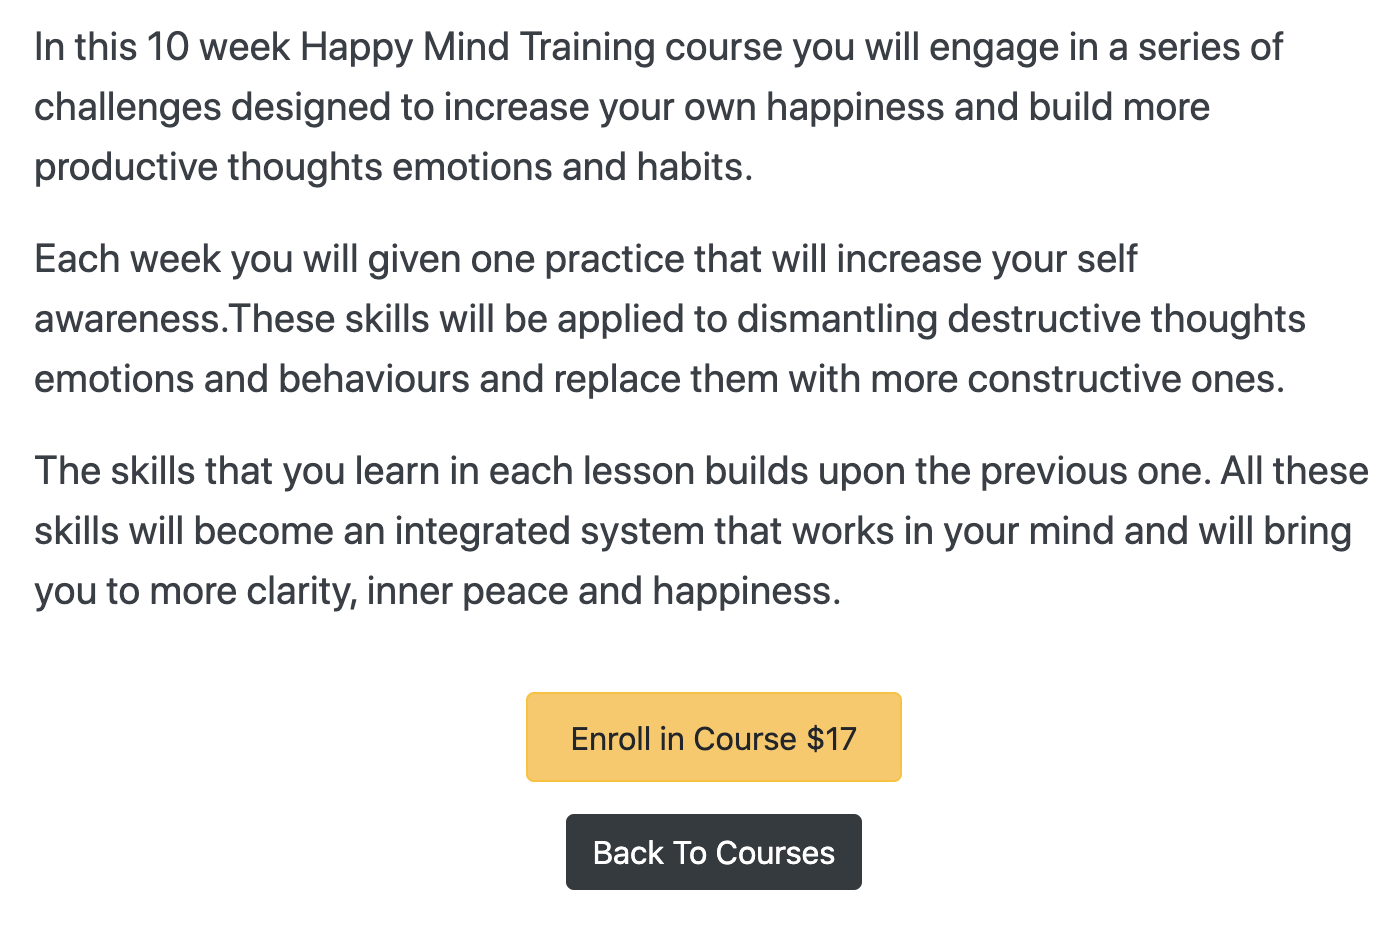 In this 10 week Happy Mind Training course you will engage in a series of
challenges designed to increase your own happiness and build more
productive thoughts emotions and habits.
Each week you will given one practice that will increase your self
awareness.These skills will be applied to dismantling destructive thoughts
emotions and behaviours and replace them with more constructive ones.
The skills that you learn in each lesson builds upon the previous one. All these
skills will become an integrated system that works in your mind and will bring
you to more clarity, inner peace and happiness.
Enroll in Course $17
Back To Courses